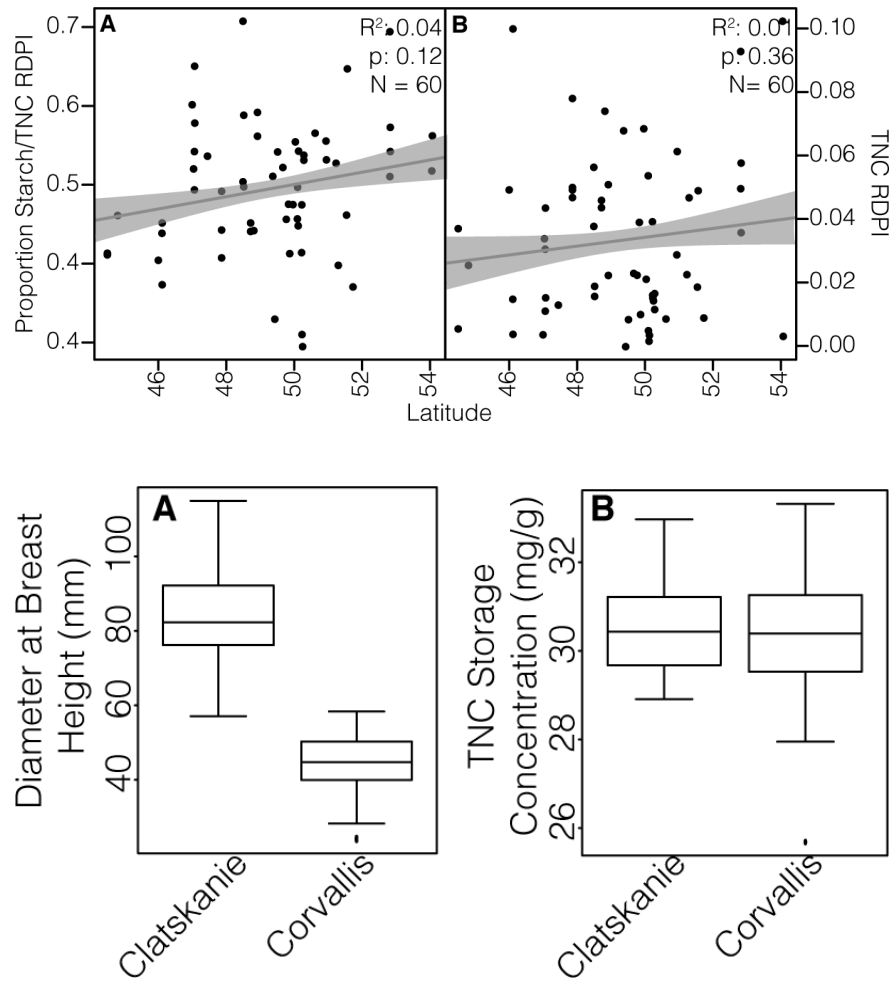 A
R²: 0.04
p: 0.12
N = 60
B
R²: 0.01
p: 0.36
N= 60
Proportion Starch/TNC RDPI
0.7
0.6
0.5
0.4
0.4
TNC RDPI
0.10
0.08
0.06
0.04
0.02
0.00
46 48 50 52 54
46 48 50 52 54
Latitude
A
Diameter at Breast
Height (mm)
100
80
60
40
Clatskanie
Corvallis
B
TNC Storage
Concentration (mg/g)
32
30
28
26
Clatskanie
Corvallis